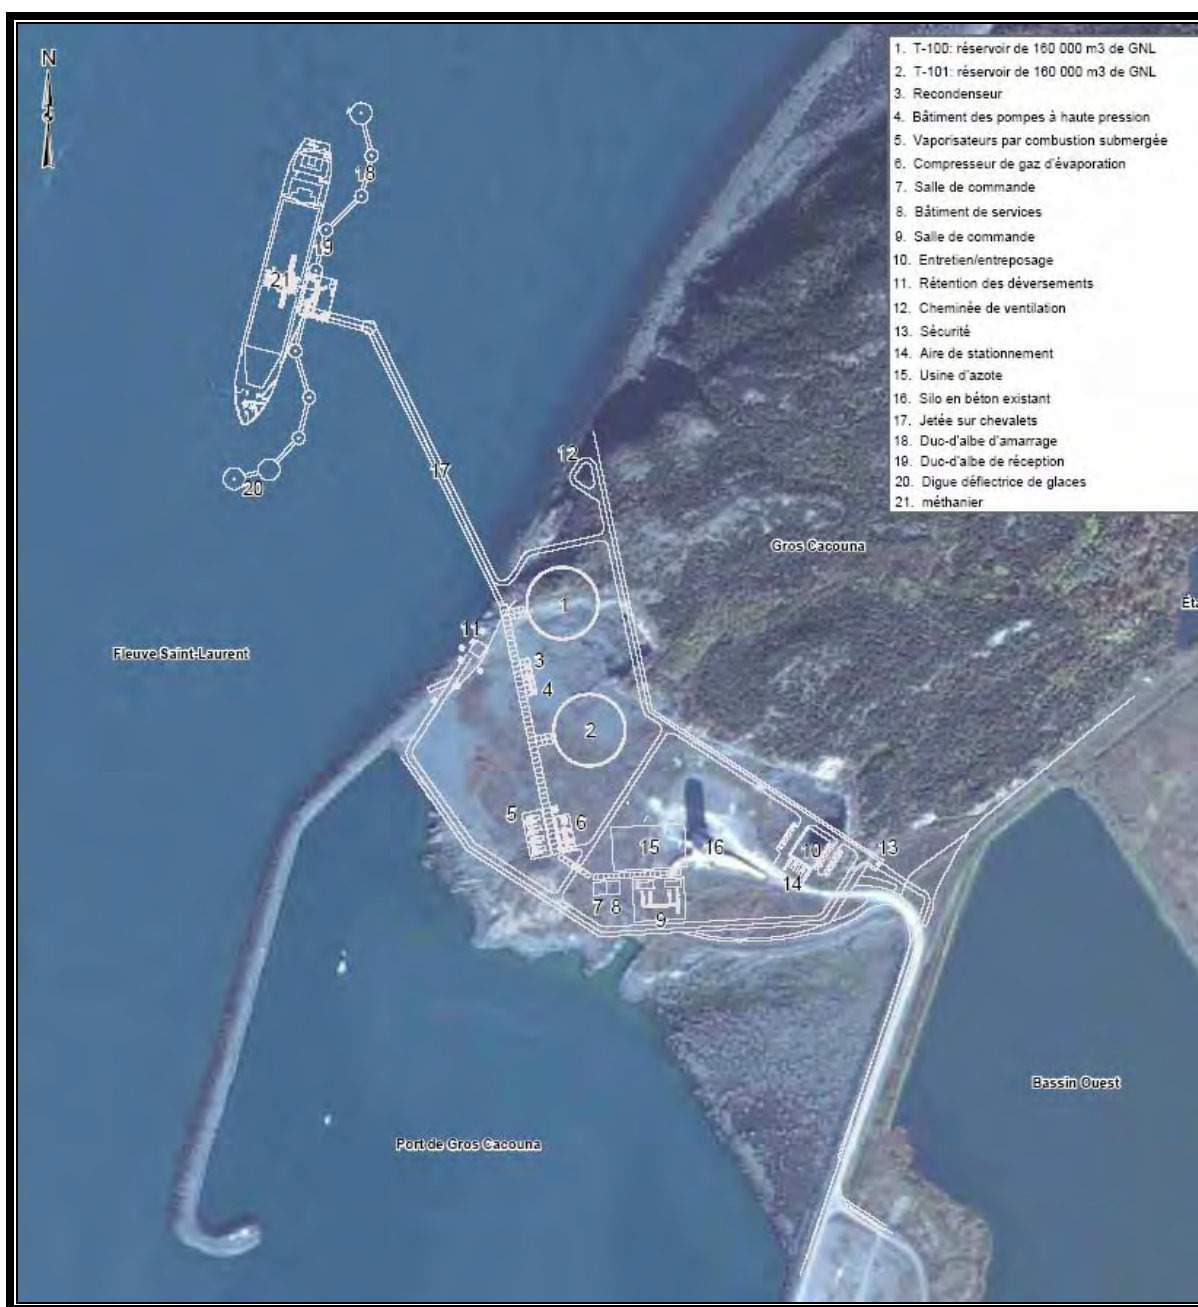 N
1. T-100: réservoir de 160 000 m3 de GNL
2. T-101: réservoir de 160 000 m3 de GNL
3. Recondenseur
4. Bâtiment des pompes à haute pression
5. Vaporisateurs par combustion submergée
6. Compresseur de gaz d'évaporation
7. Salle de commande
8. Bâtiment de services
9. Salle de commande
10. Entretien/entreposage
11. Rétention des déversements
12. Cheminée de ventilation
13. Sécurité
14. Aire de stationnement
15. Usine d'azote
16. Silo en béton existant
17. Jetée sur chevalets
18. Duc-d'albe d'amarrage
19. Duc-d'albe de réception
20. Digue déflectrice de glaces
21. méthanier
18
19
21
12
17
20
Gros Cacouna
1
Éta
11
Fleuve Saint-Laurent
3
4
2
5
6
15
16
10
13
14
7
8
9
Bassin Ouest
Port de Gros Cacouna